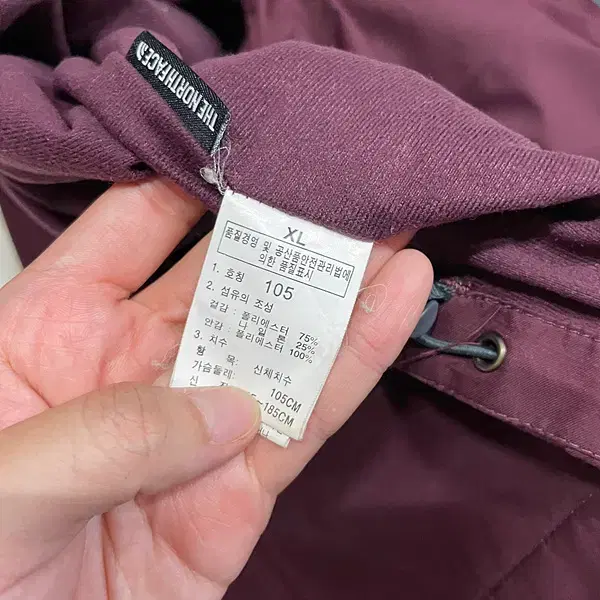 THE NORTH FACE
XL
품질경영 및 공산품안전관리법에
의한 품질표시
1. 호칭 105
2. 섬유의 조성
겉감 : 폴리에스터 75%
나 일 론 25%
안감 : 폴리에스터 100%
3. 치수
항 목: 신체치수
가슴둘레: 105CM
신 -185CM